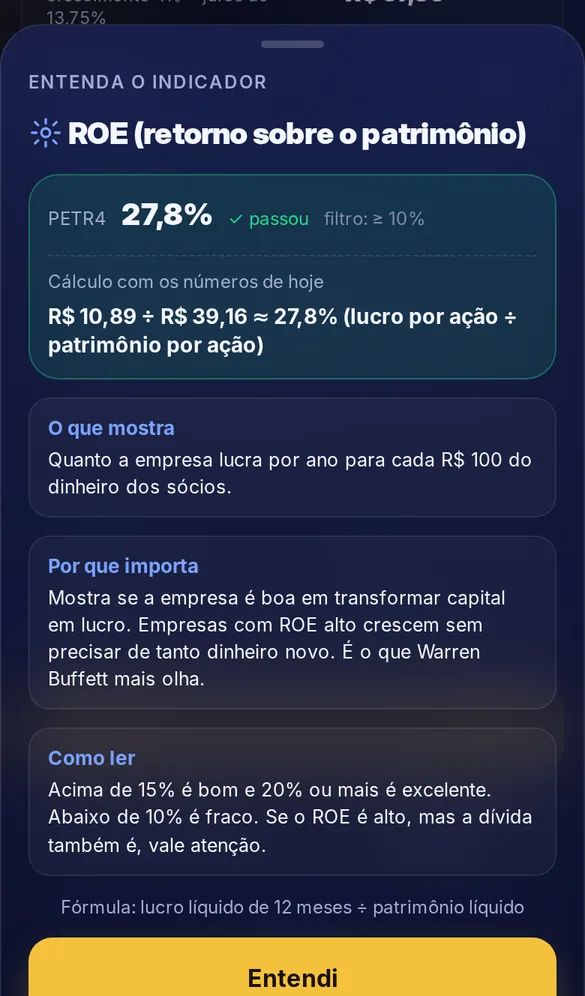 13.75%
ENTENDA O INDICADOR
ROE (retorno sobre o patrimônio)
PETR4 27,8% ✓ passou filtro: ≥ 10%
Cálculo com os números de hoje
R$ 10,89 ÷ R$ 39,16 ≈ 27,8% (lucro por ação ÷
patrimônio por ação)
O que mostra
Quanto a empresa lucra por ano para cada R$ 100 do
dinheiro dos sócios.
Por que importa
Mostra se a empresa é boa em transformar capital
em lucro. Empresas com ROE alto crescem sem
precisar de tanto dinheiro novo. É o que Warren
Buffett mais olha.
Como ler
Acima de 15% é bom e 20% ou mais é excelente.
Abaixo de 10% é fraco. Se o ROE é alto, mas a dívida
também é, vale atenção.
Fórmula: lucro líquido de 12 meses ÷ patrimônio líquido
Entendi